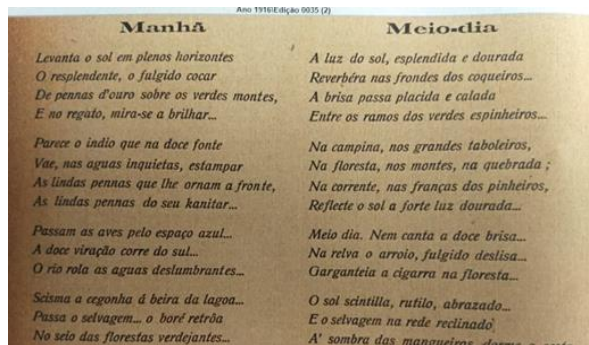 Ano 1916\Edição 0035 (2)
Manhã
Levanta o sol em plenos horizontes
O resplendente, o fulgido cocar
De pennas d'ouro sobre os verdes montes,
E no regato, mira-se a brilhar...
Parece o indio que na doce fonte
Vae, nas aguas inquietas, estampar
As lindas pennas que lhe ornam a fronte,
As lindas pennas do seu kanitar...
Passam as aves pelo espaço azul...
A doce viração corre do sul...
O rio rola as aguas deslumbrantes...
Scisma a cegonha á beira da lagoa...
Passa o selvagem... o boré retrôa
No seio das florestas verdejantes...
Meio-dia
A luz do sol, esplendida e dourada
Reverbéra nas frondes dos coqueiros...
A brisa passa placida e calada
Entre os ramos dos verdes espinheiros...
Na campina, nos grandes taboleiros,
Na floresta, nos montes, na quebrada ;
Na corrente, nas franças dos pinheiros,
Reflecte o sol a forte luz dourada...
Meio dia. Nem canta a doce brisa...
Na relva o arroio, fulgido deslisa...
Garganteia a cigarra na floresta...
O sol scintilla, rutilo, abrazado...
E o selvagem na rede reclinado
A' sombra das mangueiras, dorme a